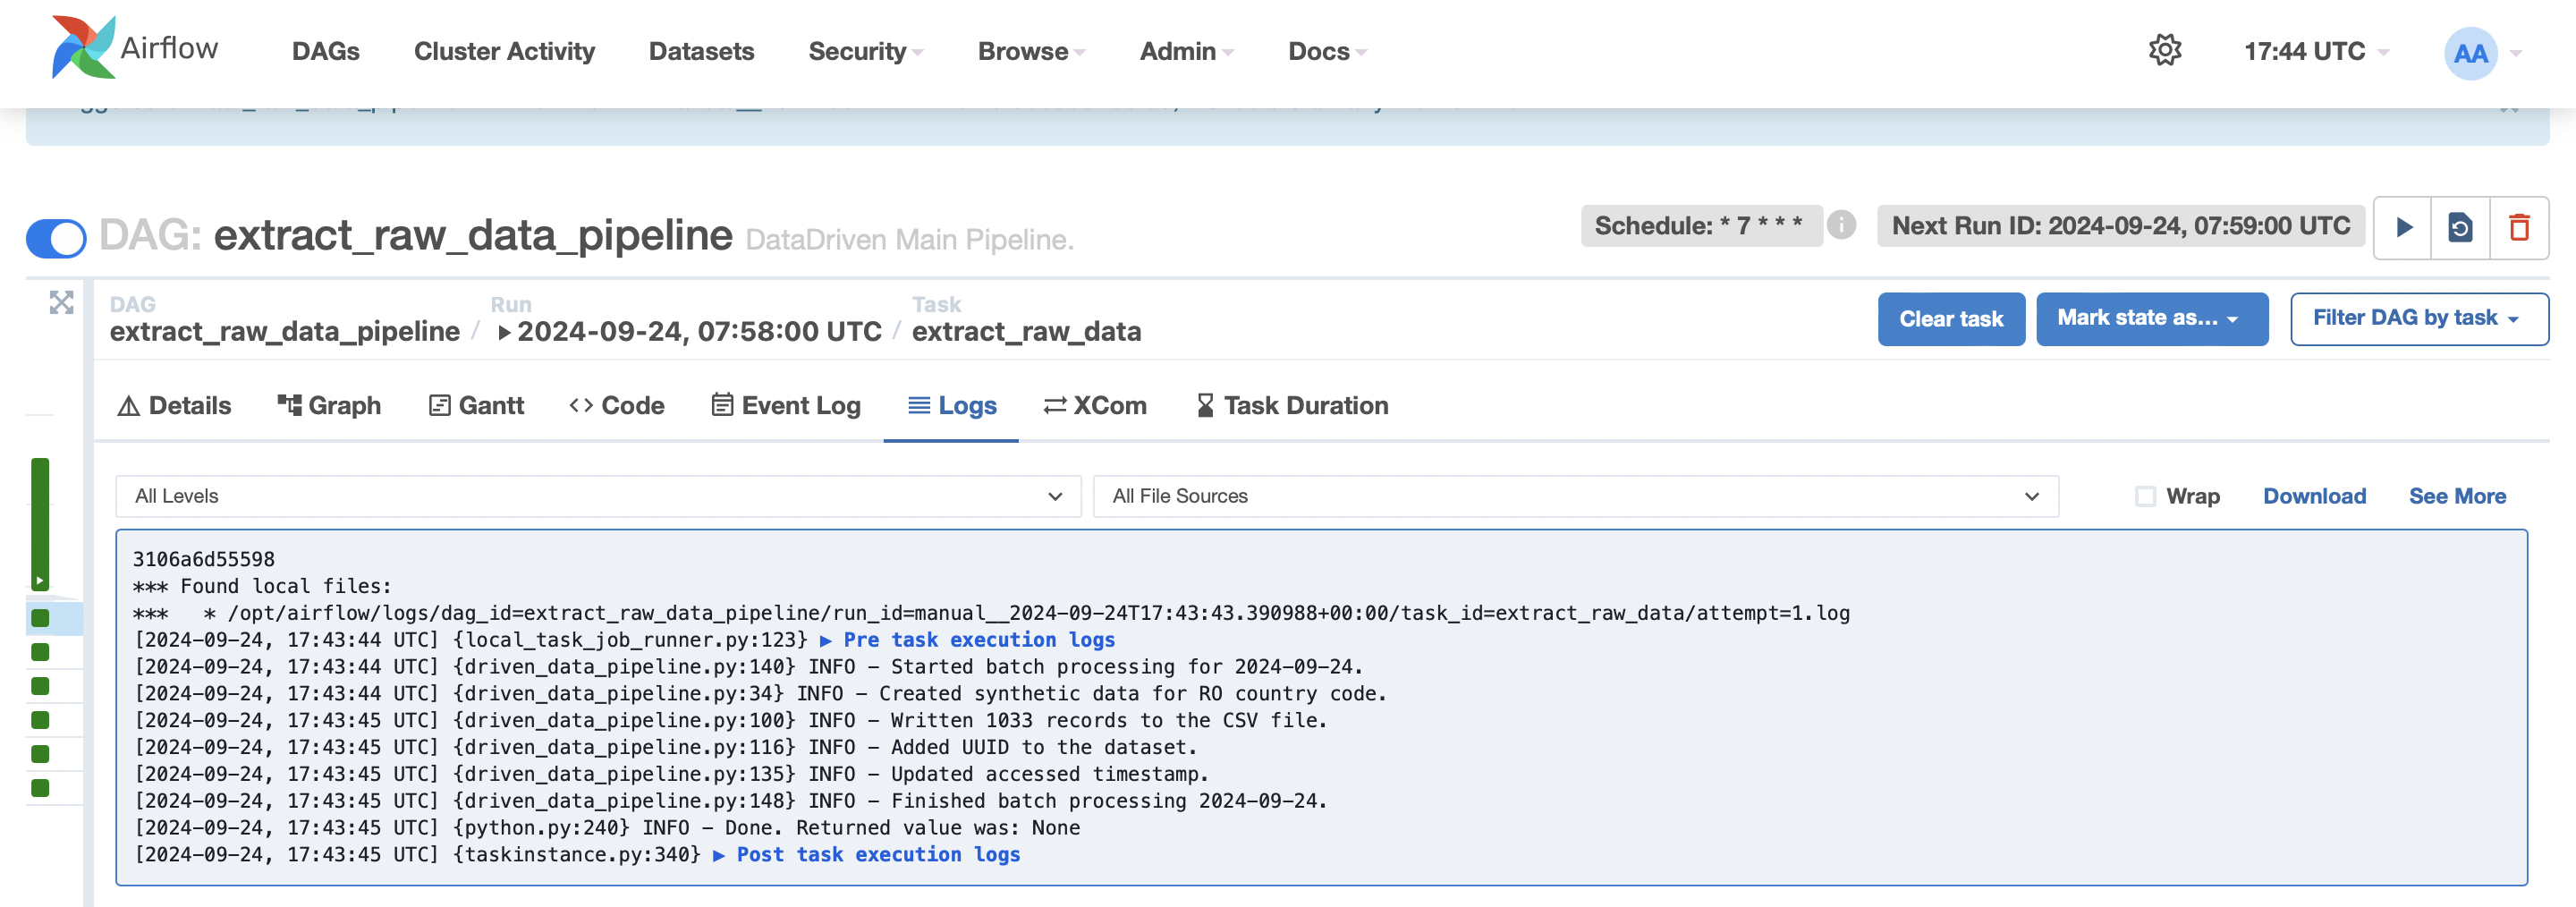 Airflow
DAGs
Cluster Activity
Datasets
Security
Browse
Admin
Docs
17:44 UTC
AA
DAG: extract_raw_data_pipeline DataDriven Main Pipeline.
Schedule: * 7 * * *
Next Run ID: 2024-09-24, 07:59:00 UTC
DAG
extract_raw_data_pipeline /
Run
2024-09-24, 07:58:00 UTC /
Task
extract_raw_data
Clear task
Mark state as...
Filter DAG by task
Details
Graph
Gantt
Code
Event Log
Logs
XCom
Task Duration
All Levels
All File Sources
Wrap
Download
See More
3106a6d55598
*** Found local files:
***   * /opt/airflow/logs/dag_id=extract_raw_data_pipeline/run_id=manual__2024-09-24T17:43:43.390988+00:00/task_id=extract_raw_data/attempt=1.log
[2024-09-24, 17:43:44 UTC] {local_task_job_runner.py:123} ▶ Pre task execution logs
[2024-09-24, 17:43:44 UTC] {driven_data_pipeline.py:140} INFO - Started batch processing for 2024-09-24.
[2024-09-24, 17:43:44 UTC] {driven_data_pipeline.py:34} INFO - Created synthetic data for RO country code.
[2024-09-24, 17:43:45 UTC] {driven_data_pipeline.py:100} INFO - Written 1033 records to the CSV file.
[2024-09-24, 17:43:45 UTC] {driven_data_pipeline.py:116} INFO - Added UUID to the dataset.
[2024-09-24, 17:43:45 UTC] {driven_data_pipeline.py:135} INFO - Updated accessed timestamp.
[2024-09-24, 17:43:45 UTC] {driven_data_pipeline.py:148} INFO - Finished batch processing 2024-09-24.
[2024-09-24, 17:43:45 UTC] {python.py:240} INFO - Done. Returned value was: None
[2024-09-24, 17:43:45 UTC] {taskinstance.py:340} ▶ Post task execution logs